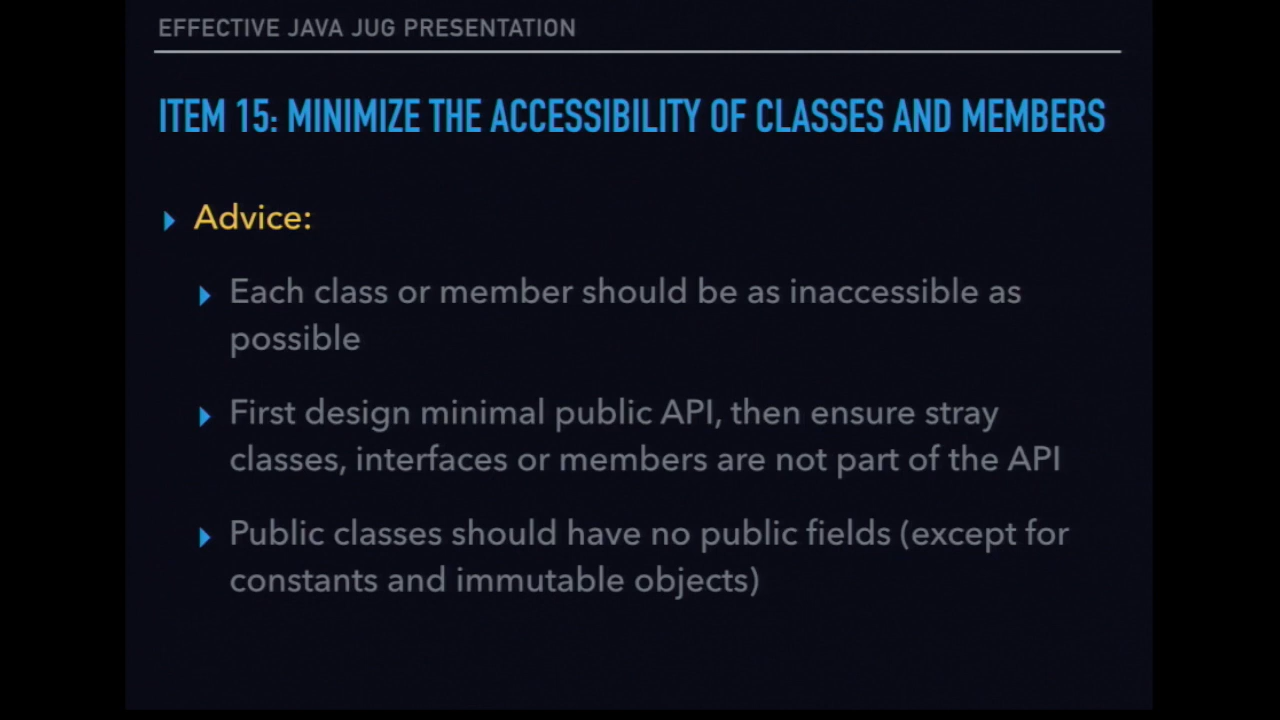 EFFECTIVE JAVA JUG PRESENTATION
ITEM 15: MINIMIZE THE ACCESSIBILITY OF CLASSES AND MEMBERS
Advice:
Each class or member should be as inaccessible as
possible
First design minimal public API, then ensure stray
classes, interfaces or members are not part of the API
Public classes should have no public fields (except for
constants and immutable objects)